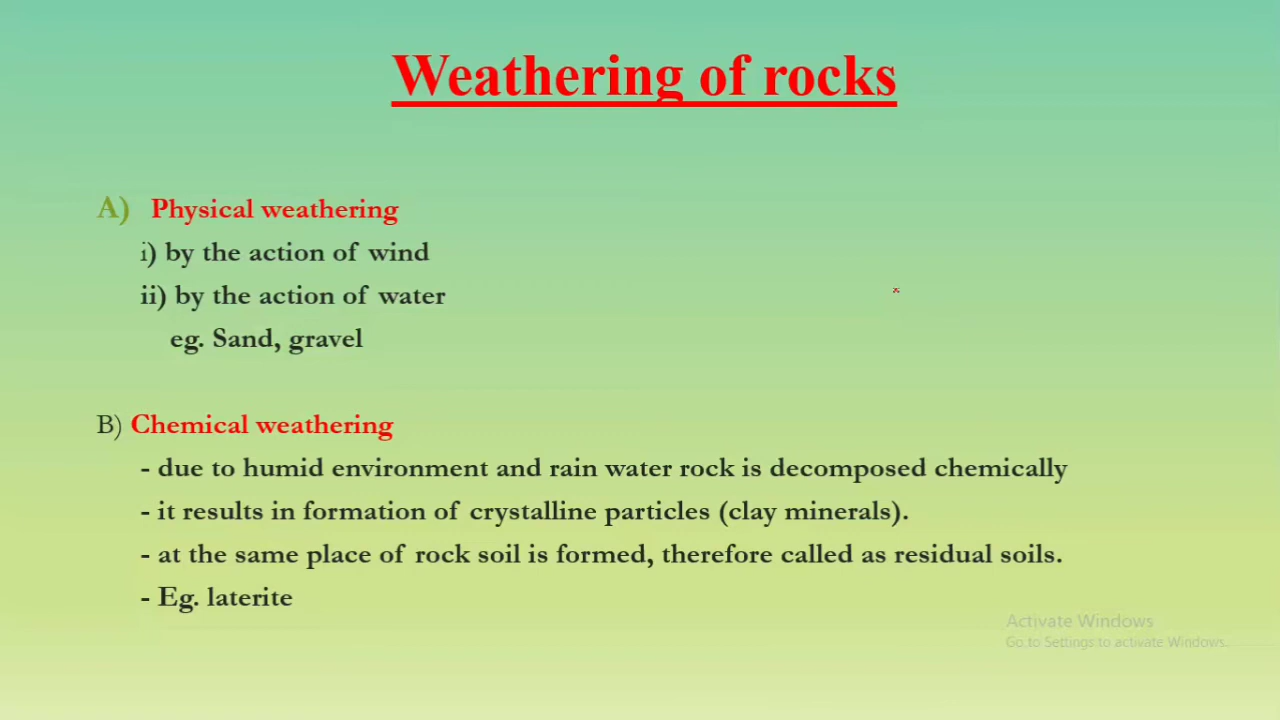 Weathering of rocks
A) Physical weathering
i) by the action of wind
ii) by the action of water
eg. Sand, gravel
B) Chemical weathering
- due to humid environment and rain water rock is decomposed chemically
- it results in formation of crystalline particles (clay minerals).
- at the same place of rock soil is formed, therefore called as residual soils.
- Eg. laterite
Activate Windows
Go to Settings to activate Windows.